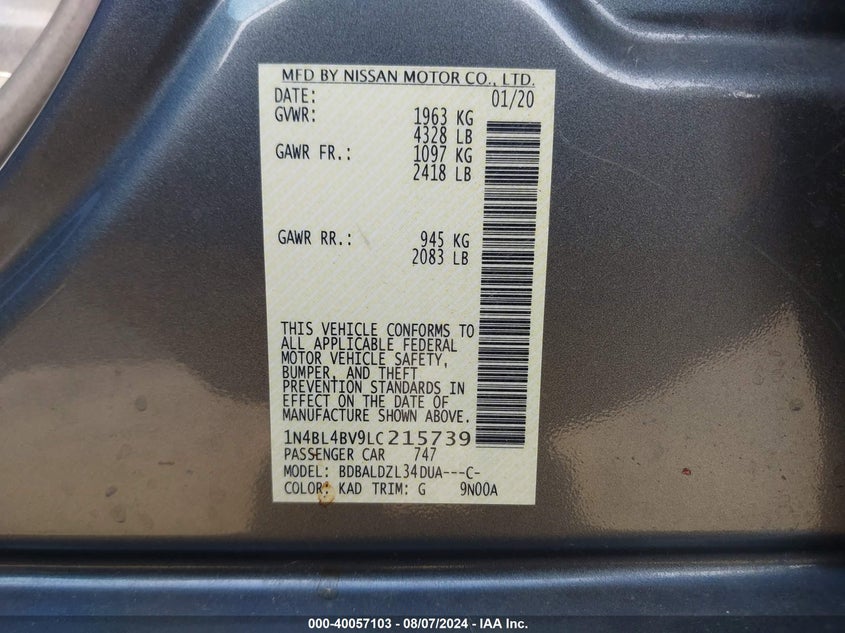 MFD BY NISSAN MOTOR CO., LTD.
DATE: 01/20
GVWR: 1963 KG
4328 LB
GAWR FR.: 1097 KG
2418 LB
GAWR RR.: 945 KG
2083 LB
THIS VEHICLE CONFORMS TO
ALL APPLICABLE FEDERAL
MOTOR VEHICLE SAFETY,
BUMPER, AND THEFT
PREVENTION STANDARDS IN
EFFECT ON THE DATE OF
MANUFACTURE SHOWN ABOVE.
1N4BL4BV9LC215739
PASSENGER CAR 747
MODEL: BDBALDZL34DUA---C-
COLOR: KAD TRIM: G 9N00A
000-40057103 — 08/07/2024 — IAA Inc.